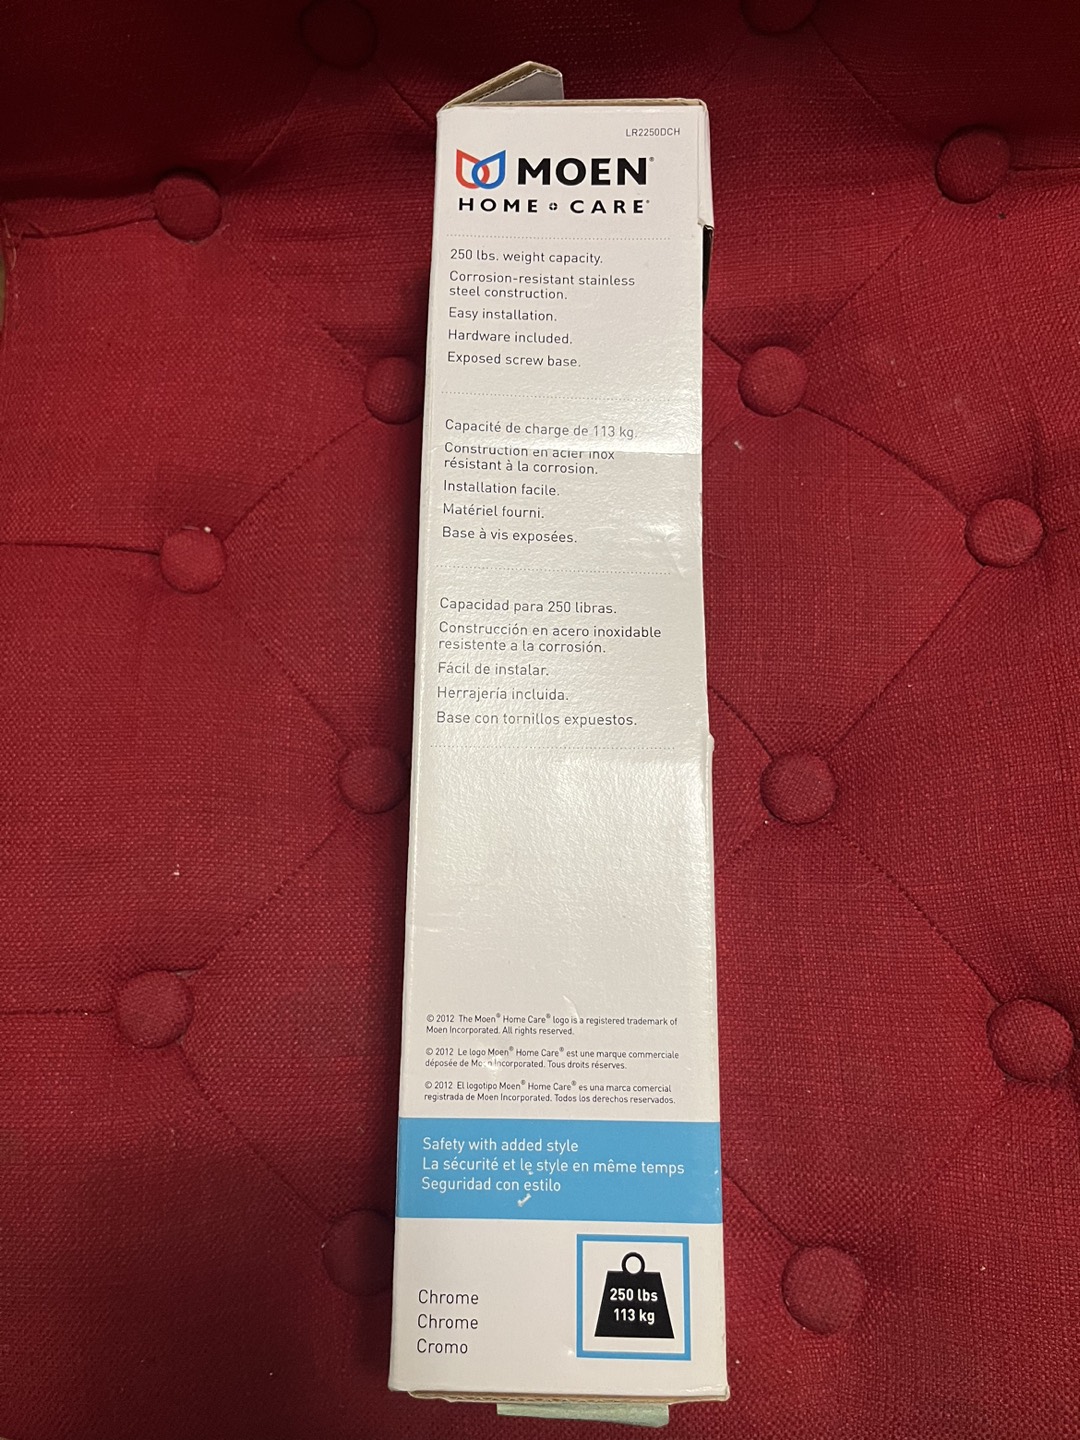 LR2250DCH
MOEN®
HOME + CARE®
250 lbs. weight capacity.
Corrosion-resistant stainless
steel construction.
Easy installation.
Hardware included.
Exposed screw base.
Capacité de charge de 113 kg.
Construction en acier inox
résistant à la corrosion.
Installation facile.
Matériel fourni.
Base à vis exposées.
Capacidad para 250 libras.
Construcción en acero inoxidable
resistente a la corrosión.
Fácil de instalar.
Herrajería incluida.
Base con tornillos expuestos.
© 2012 The Moen® Home Care® logo is a registered trademark of
Moen Incorporated. All rights reserved.
© 2012 Le logo Moen® Home Care® est une marque commerciale
déposée de Moen Incorporated. Tous droits réserves.
© 2012 El logotipo Moen® Home Care® es una marca comercial
registrada de Moen Incorporated. Todos los derechos reservados.
Safety with added style
La sécurité et le style en même temps
Seguridad con estilo
250 lbs
113 kg
Chrome
Chrome
Cromo